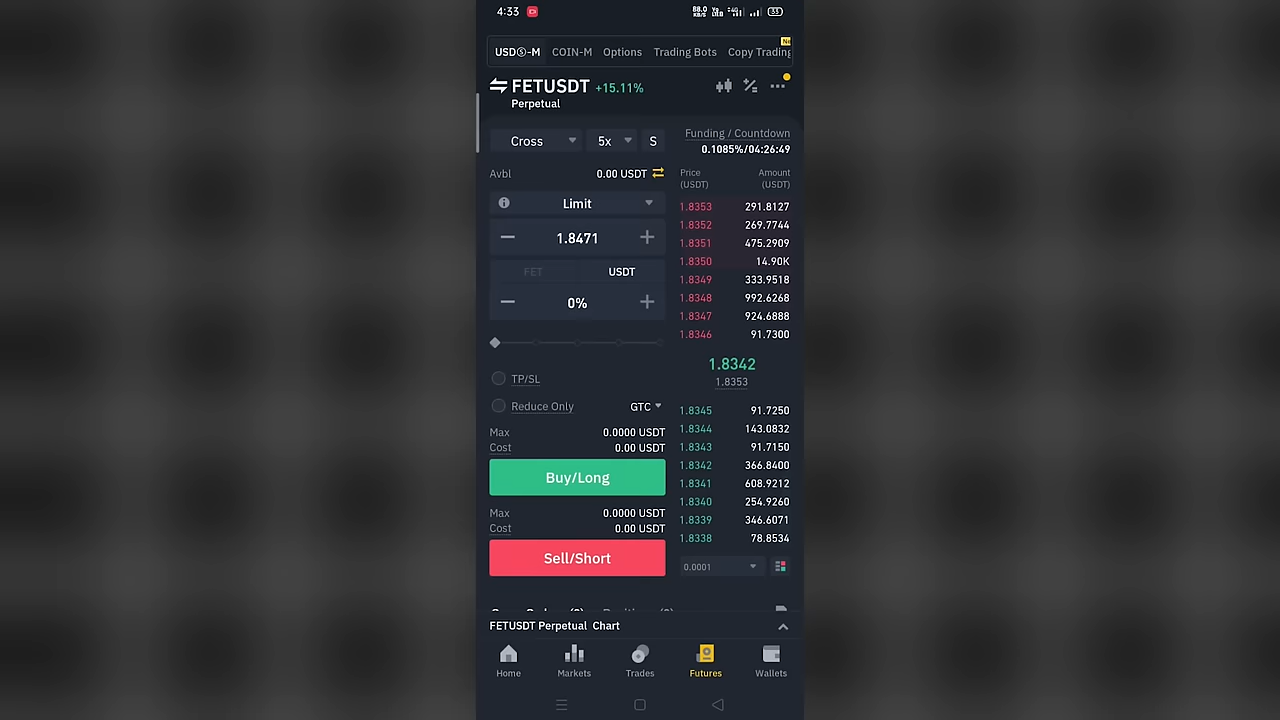 4:33
88.0 KB/S 4G 33
USDⓈ-M COIN-M Options Trading Bots Copy Trading
FETUSDT +15.11%
Perpetual
Cross 5x S
Funding / Countdown
0.1085%/04:26:49
Avbl 0.00 USDT
Price (USDT) Amount (USDT)
Limit
1.8471
FET USDT
0%
TP/SL
Reduce Only GTC
Max 0.0000 USDT
Cost 0.00 USDT
Buy/Long
Max 0.0000 USDT
Cost 0.00 USDT
Sell/Short
1.8353 291.8127
1.8352 269.7744
1.8351 475.2909
1.8350 14.90K
1.8349 333.9518
1.8348 992.6268
1.8347 924.6888
1.8346 91.7300
1.8342
1.8353
1.8345 91.7250
1.8344 143.0832
1.8343 91.7150
1.8342 366.8400
1.8341 608.9212
1.8340 254.9260
1.8339 346.6071
1.8338 78.8534
0.0001
FETUSDT Perpetual Chart
Home Markets Trades Futures Wallets